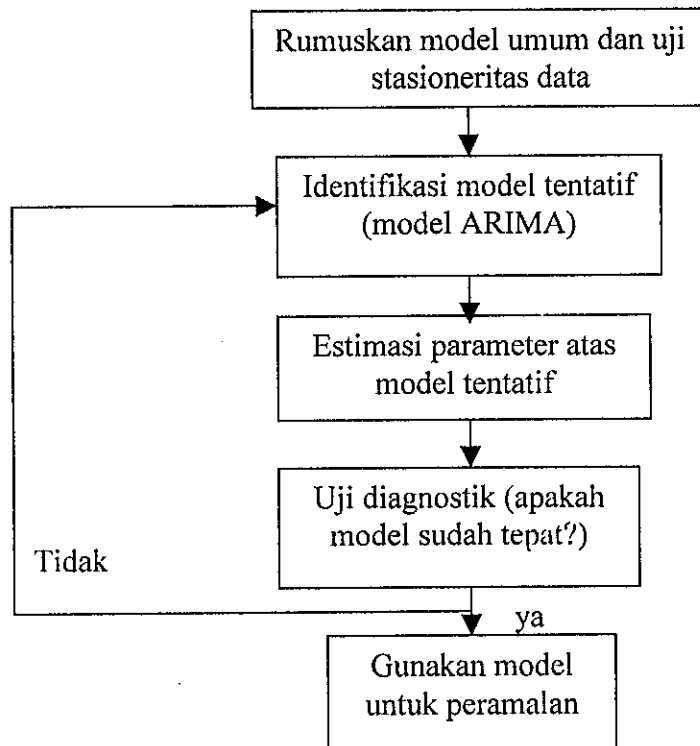 Rumuskan model umum dan uji
stasioneritas data
Identifikasi model tentatif
(model ARIMA)
Estimasi parameter atas
model tentatif
Uji diagnostik (apakah
model sudah tepat?)
Tidak
ya
Gunakan model
untuk peramalan